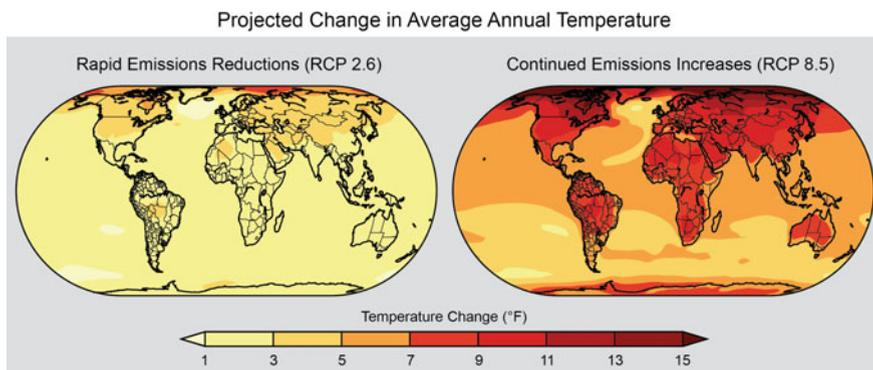 Projected Change in Average Annual Temperature
Rapid Emissions Reductions (RCP 2.6)
Continued Emissions Increases (RCP 8.5)
Temperature Change (°F)
1 3 5 7 9 11 13 15